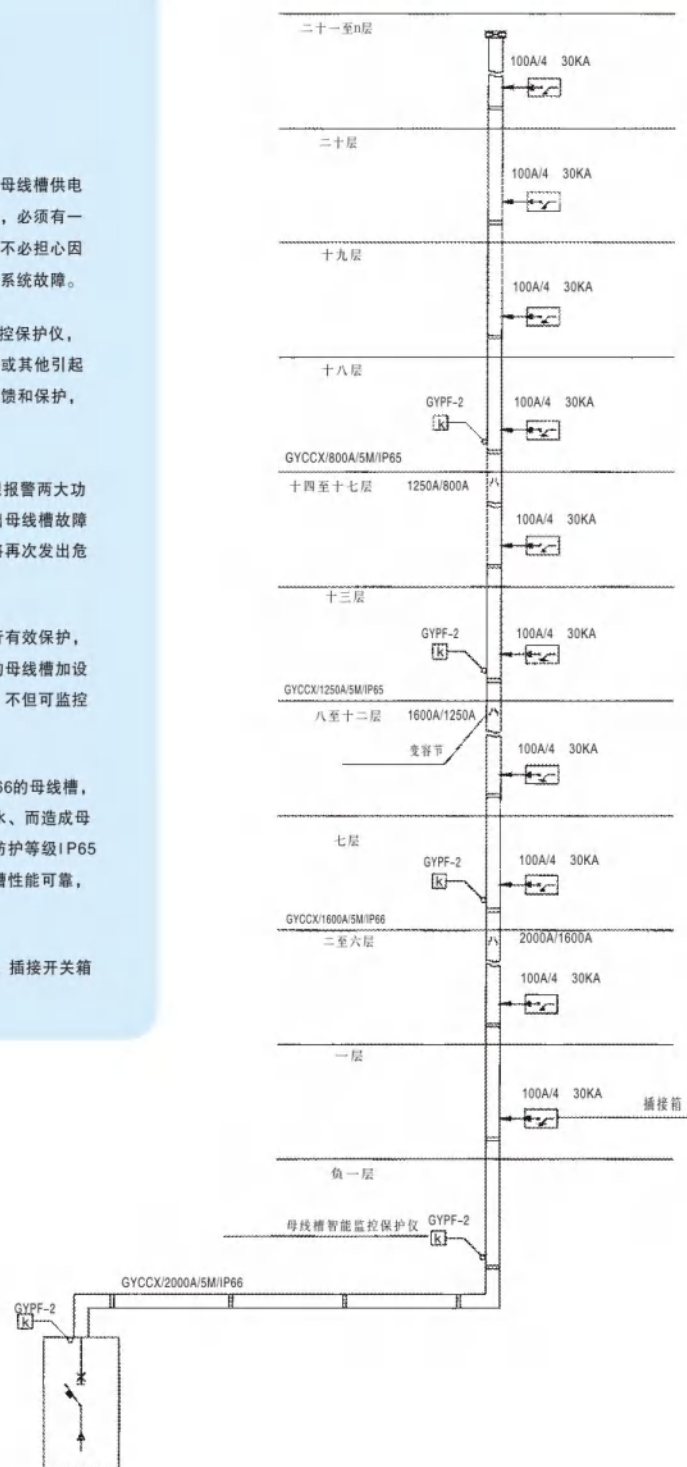 母线槽供电
，必须有一
不必担心因
系统故障。
控保护仪，
或其他引起
馈和保护，
报警两大功
母线槽故障
将再次发出危
行有效保护，
的母线槽加设
不但可监控
66的母线槽，
水、而造成母
防护等级IP65
槽性能可靠，
插接开关箱
二十一至n层
100A/4 30KA
二十层
100A/4 30KA
十九层
100A/4 30KA
十八层
GYPF-2
k
100A/4 30KA
GYCCX/800A/5M/IP65
十四至十七层 1250A/800A
100A/4 30KA
十三层
GYPF-2
k
100A/4 30KA
GYCCX/1250A/5M/IP65
八至十二层 1600A/1250A
变容节
100A/4 30KA
七层
GYPF-2
k
100A/4 30KA
GYCCX/1600A/5M/IP66
二至六层 2000A/1600A
100A/4 30KA
一层
100A/4 30KA
插接箱
负一层
母线槽智能监控保护仪 GYPF-2
k
GYCCX/2000A/5M/IP66
GYPF-2
k